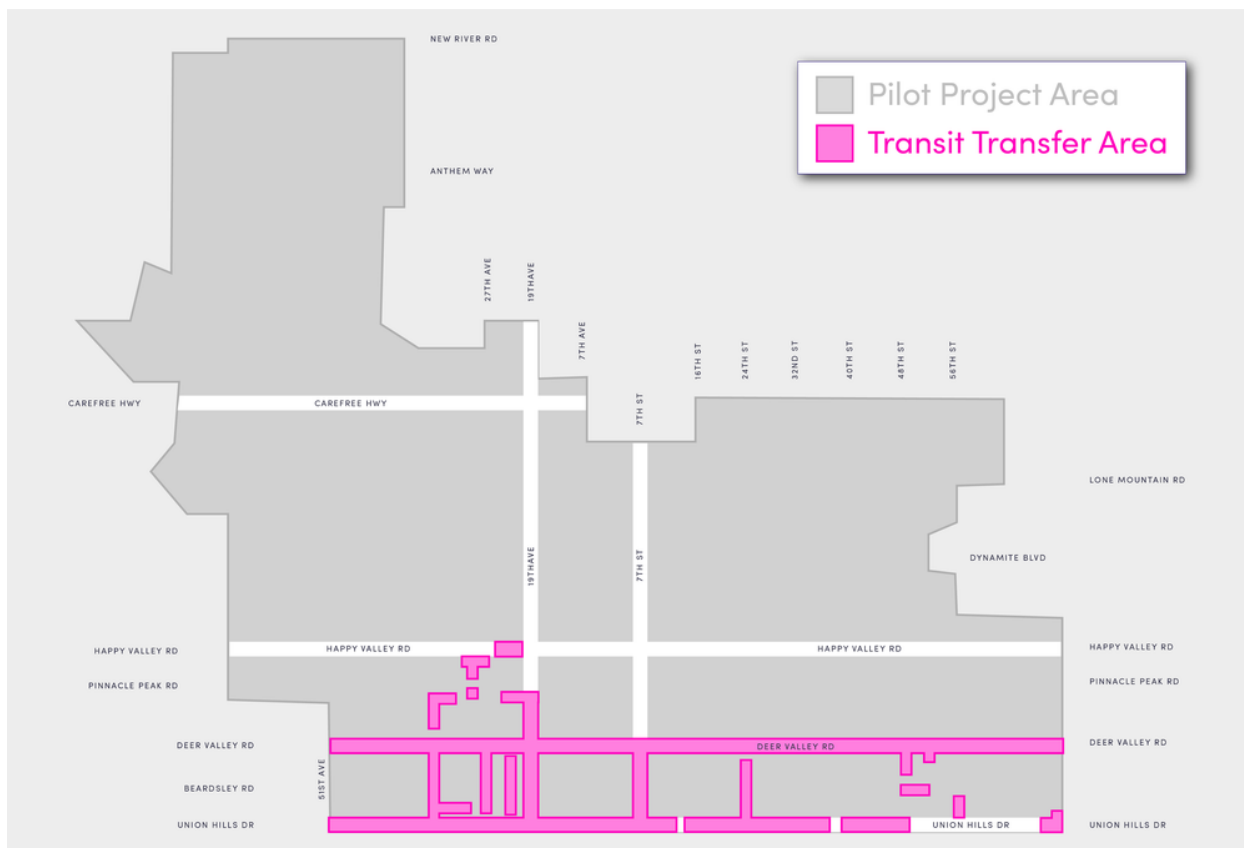 NEW RIVER RD
Pilot Project Area
Transit Transfer Area
ANTHEM WAY
27TH AVE
19THAVE
7TH AVE
16TH ST
24TH ST
32ND ST
40TH ST
48TH ST
56TH ST
7TH ST
CAREFREE HWY
CAREFREE HWY
LONE MOUNTAIN RD
19THAVE
7TH ST
DYNAMITE BLVD
HAPPY VALLEY RD
HAPPY VALLEY RD
HAPPY VALLEY RD
HAPPY VALLEY RD
PINNACLE PEAK RD
PINNACLE PEAK RD
DEER VALLEY RD
DEER VALLEY RD
DEER VALLEY RD
51ST AVE
BEARDSLEY RD
UNION HILLS DR
UNION HILLS DR
UNION HILLS DR